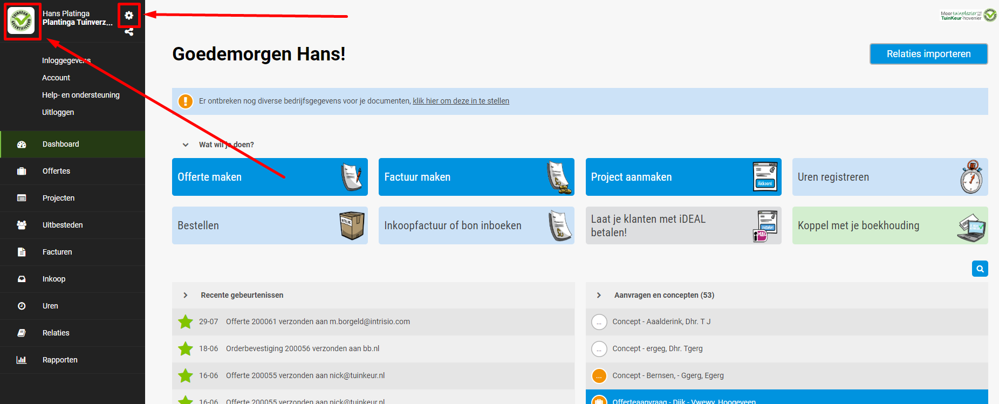 TUINKEUR
GECERTIFICEERD
Hans Platinga
Plantinga Tuinverz...
Inloggegevens
Account
Help- en ondersteuning
Uitloggen
Dashboard
Offertes
Projecten
Uitbesteden
Facturen
Inkoop
Uren
Relaties
Rapporten
Meer tuinplezier
TuinKeur-hovenier
Goedemorgen Hans!
Relaties importeren
Er ontbreken nog diverse bedrijfsgegevens voor je documenten, klik hier om deze in te stellen
Wat wil je doen?
Offerte maken
Factuur maken
Project aanmaken
Akkoord
Uren registreren
Bestellen
Inkoopfactuur of bon inboeken
Laat je klanten met iDEAL
betalen!
Koppel met je boekhouding
Recente gebeurtenissen
29-07 Offerte 200061 verzonden aan m.borgeld@intrisio.com
18-06 Orderbevestiging 200056 verzonden aan bb.nl
16-06 Offerte 200055 verzonden aan nick@tuinkeur.nl
16-06 Offerte 200055 verzonden aan nick@tuinkeur.nl
Aanvragen en concepten (53)
... Concept - Aaalderink, Dhr. T J
... Concept - ergeg, Dhr. Tgerg
... Concept - Bernsen, - Ggerg, Egerg
Offerteaanvraag - Dijk - Vwewy, Hoogeveen